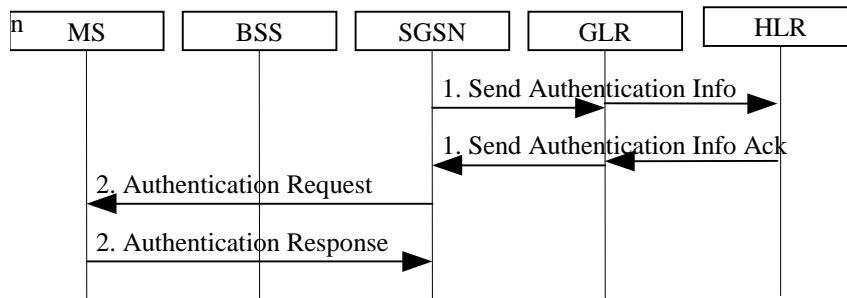 n
MS BSS SGSN GLR HLR
1. Send Authentication Info
1. Send Authentication Info Ack
2. Authentication Request
2. Authentication Response